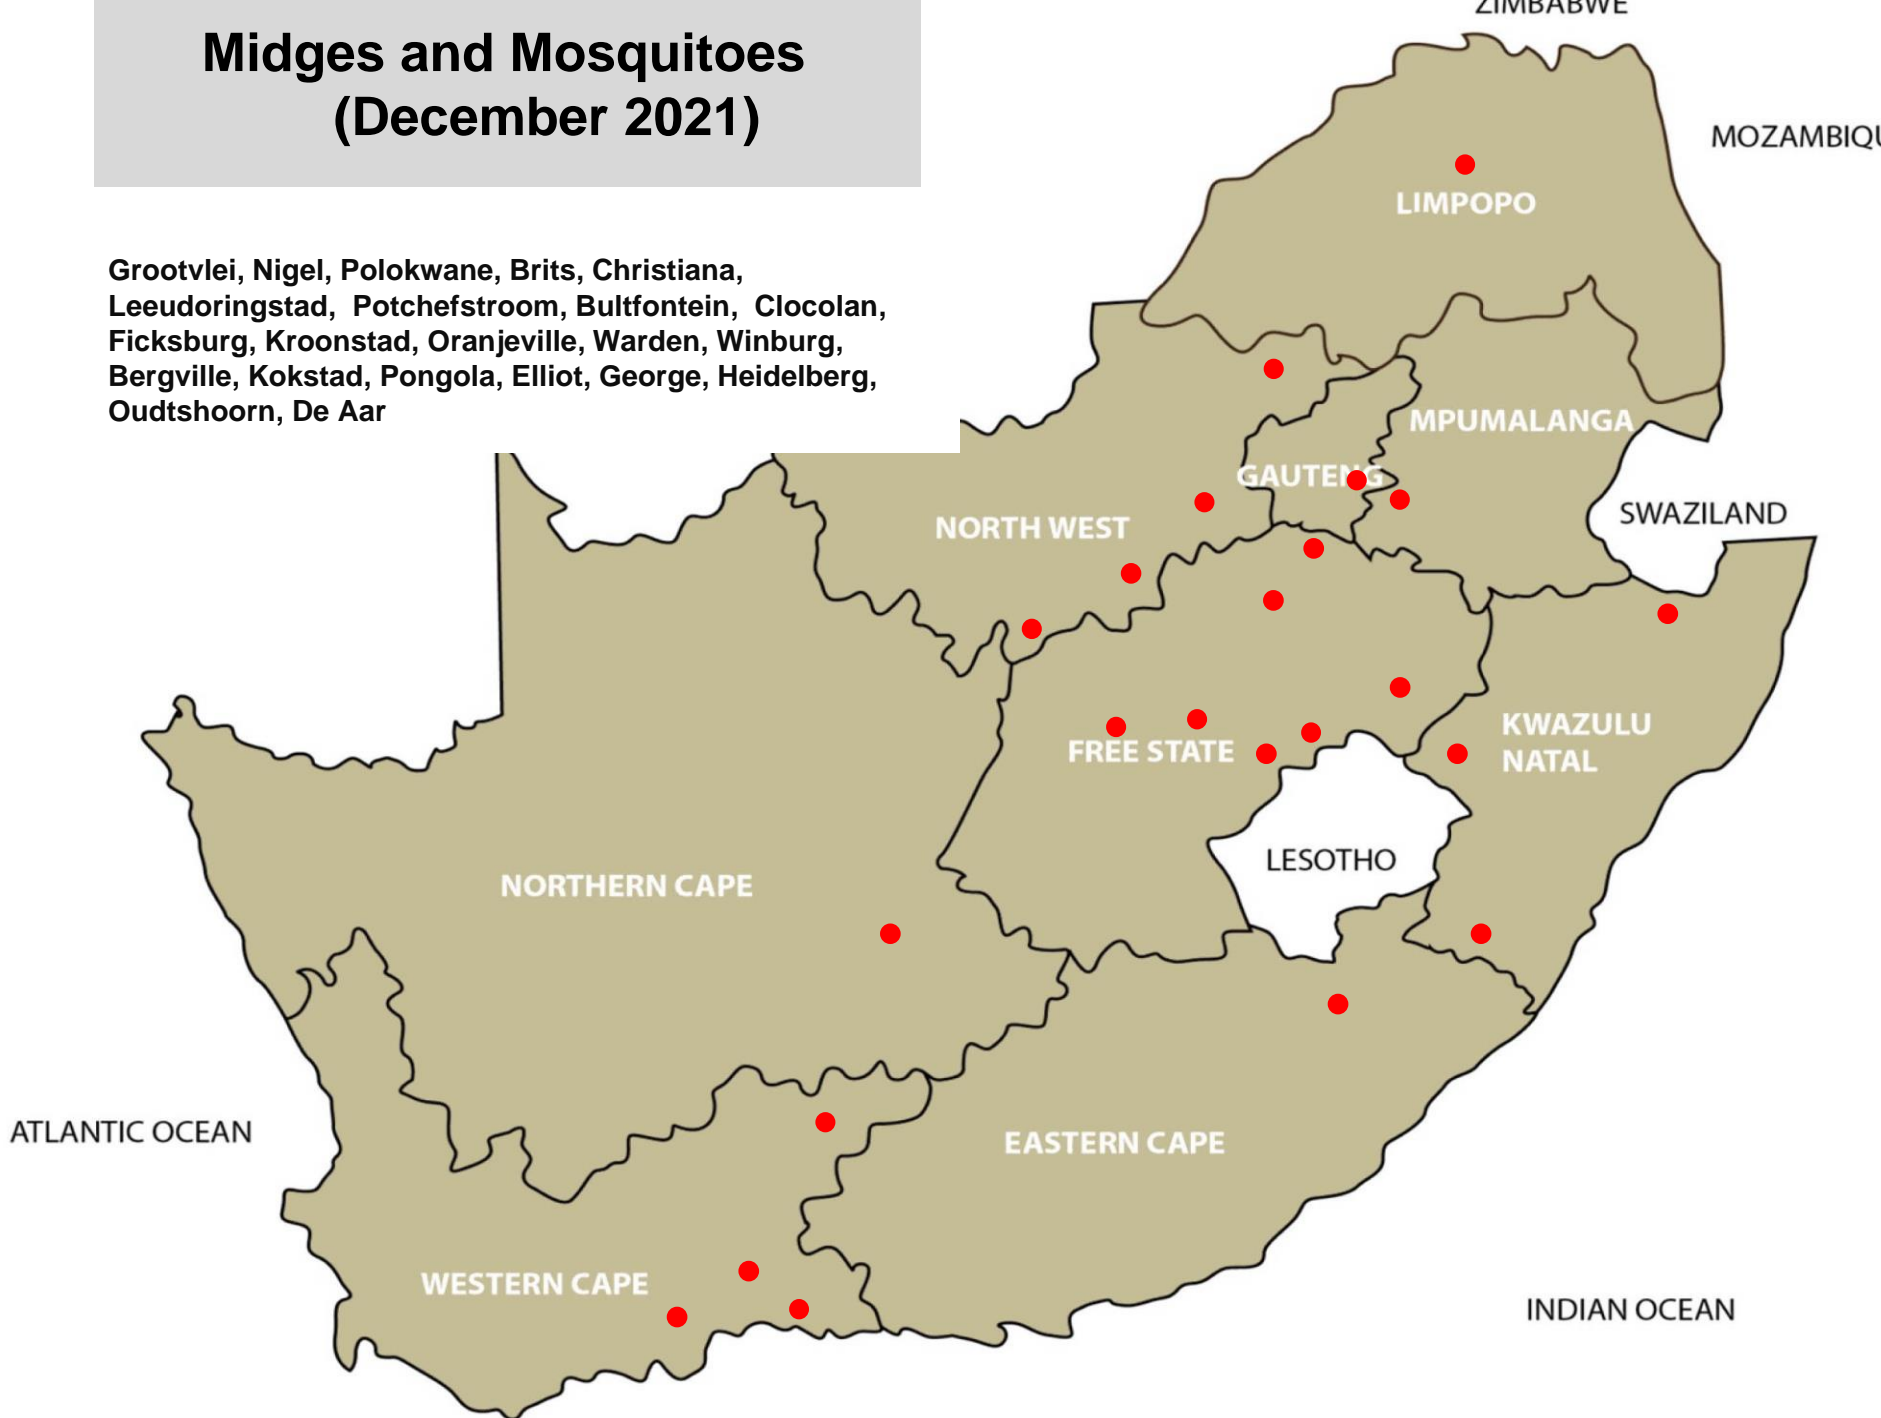 Midges and Mosquitoes
(December 2021)
Grootvlei, Nigel, Polokwane, Brits, Christiana,
Leeudoringstad, Potchefstroom, Bultfontein, Clocolan,
Ficksburg, Kroonstad, Oranjeville, Warden, Winburg,
Bergville, Kokstad, Pongola, Elliot, George, Heidelberg,
Oudtshoorn, De Aar
ZIMBABWE
MOZAMBIQU
LIMPOPO
MPUMALANGA
GAUTENG
SWAZILAND
NORTH WEST
KWAZULU
NATAL
FREE STATE
LESOTHO
NORTHERN CAPE
ATLANTIC OCEAN
EASTERN CAPE
WESTERN CAPE
INDIAN OCEAN